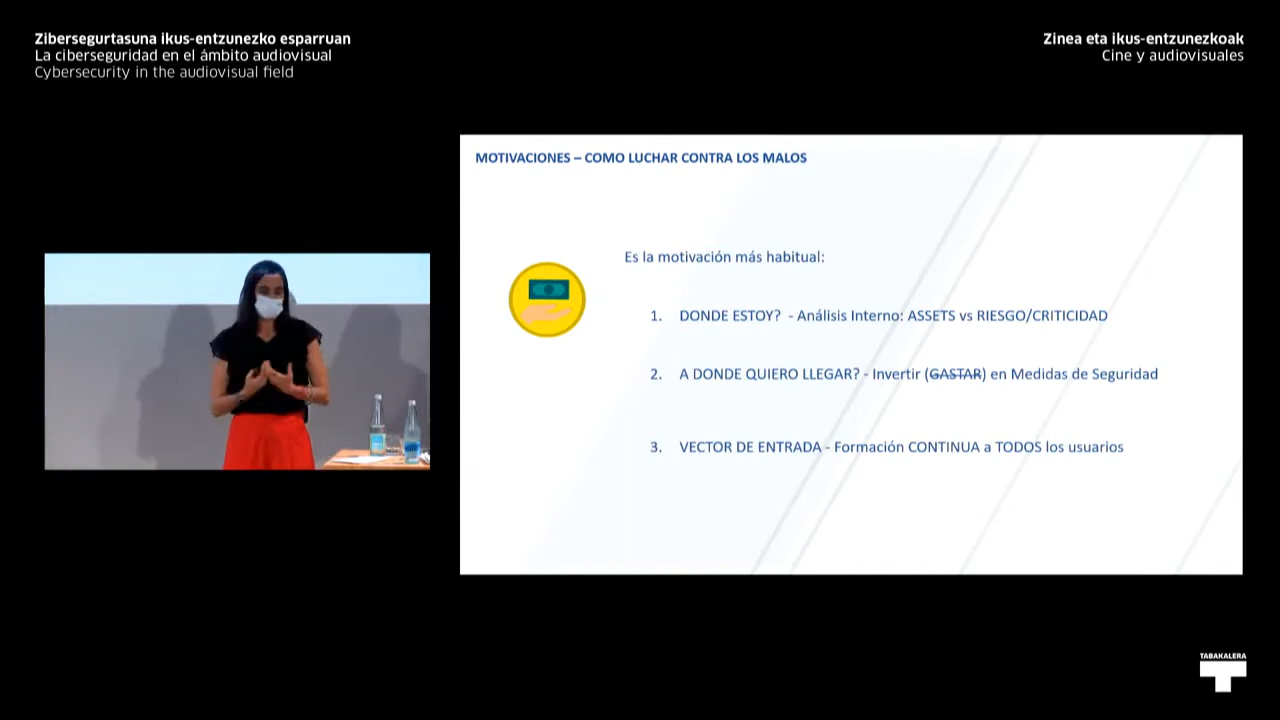 Zibersegurtasuna ikus-entzunezko esparruan
La ciberseguridad en el ámbito audiovisual
Cybersecurity in the audiovisual field
Zinea eta ikus-entzunezkoak
Cine y audiovisuales
MOTIVACIONES – COMO LUCHAR CONTRA LOS MALOS
Es la motivación más habitual:
1. DONDE ESTOY? - Análisis Interno: ASSETS vs RIESGO/CRITICIDAD
2. A DONDE QUIERO LLEGAR? - Invertir (GASTAR) en Medidas de Seguridad
3. VECTOR DE ENTRADA - Formación CONTINUA a TODOS los usuarios
TABAKALERA